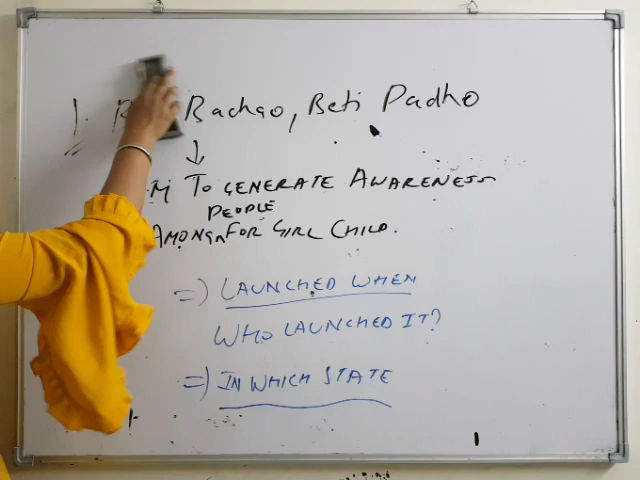 1. Bachao, Beti Padho
↓
To GENERATE AWARENESS
PEOPLE
AMONG FOR GIRL CHILD.
=) LAUNCHED WHEN
WHO LAUNCHED IT?
=) IN WHICH STATE